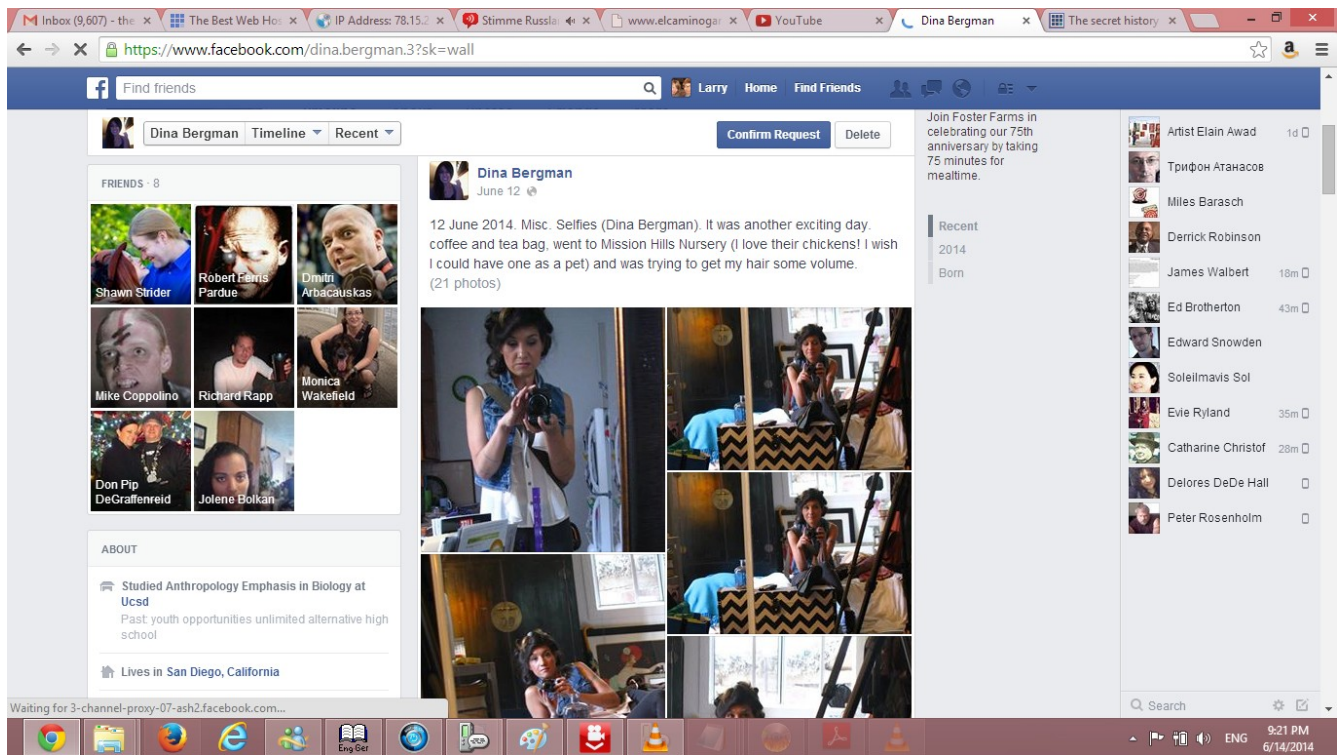 Inbox (9,607) - the
The Best Web Hos
IP Address: 78.15.2
Stimme Russla
www.elcaminogar
YouTube
Dina Bergman
The secret history
https://www.facebook.com/dina.bergman.3?sk=wall
Find friends
Larry Home Find Friends
Dina Bergman Timeline Recent
Confirm Request Delete
FRIENDS · 8
Shawn Strider
Robert Ferris
Pardue
Dmitri
Arbacauskas
Mike Coppolino
Richard Rapp
Monica
Wakefield
Don Pip
DeGraffenreid
Jolene Bolkan
ABOUT
Studied Anthropology Emphasis in Biology at
Ucsd
Past: youth opportunities unlimited alternative high
school
Lives in San Diego, California
Waiting for 3-channel-proxy-07-ash2.facebook.com...
Dina Bergman
June 12
12 June 2014. Misc. Selfies (Dina Bergman). It was another exciting day.
coffee and tea bag, went to Mission Hills Nursery (I love their chickens! I wish
I could have one as a pet) and was trying to get my hair some volume.
(21 photos)
Join Foster Farms in
celebrating our 75th
anniversary by taking
75 minutes for
mealtime.
Recent
2014
Born
Artist Elain Awad 1d
Трифон Атанасов
Miles Barasch
Derrick Robinson
James Walbert 18m
Ed Brotherton 43m
Edward Snowden
Soleilmavis Sol
Evie Ryland 35m
Catharine Christof 28m
Delores DeDe Hall
Peter Rosenholm
Search
Eng Ger
ENG
9:21 PM
6/14/2014